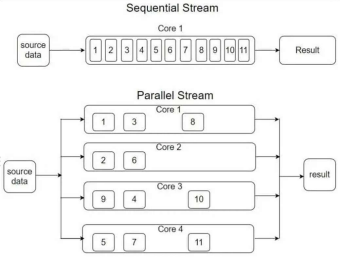 Sequential Stream
Core 1
source
data
1 2 3 4 5 6 7 8 9 10 11
Result
Parallel Stream
Core 1
1 3 8
Core 2
2 6
source
data
result
Core 3
9 4 10
Core 4
5 7 11